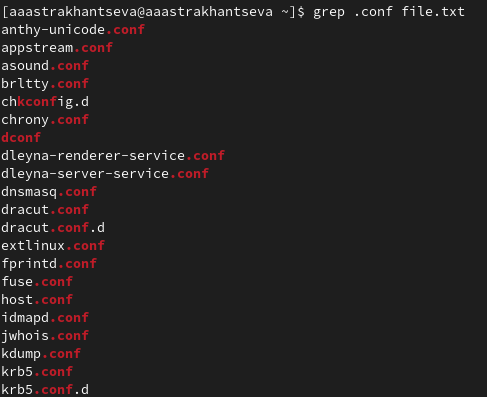 [aaastrakhantseva@aaastrakhantseva ~]$ grep .conf file.txt
anthy-unicode.conf
appstream.conf
asound.conf
brltty.conf
chkconfig.d
chrony.conf
dconf
dleyna-renderer-service.conf
dleyna-server-service.conf
dnsmasq.conf
dracut.conf
dracut.conf.d
extlinux.conf
fprintd.conf
fuse.conf
host.conf
idmapd.conf
jwhois.conf
kdump.conf
krb5.conf
krb5.conf.d